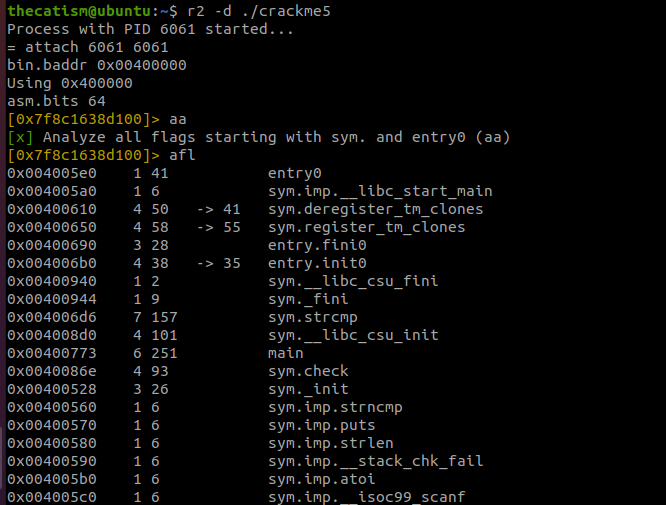 thecatism@ubuntu:~$ r2 -d ./crackme5
Process with PID 6061 started...
= attach 6061 6061
bin.baddr 0x00400000
Using 0x400000
asm.bits 64
[0x7f8c1638d100]> aa
[x] Analyze all flags starting with sym. and entry0 (aa)
[0x7f8c1638d100]> afl
0x004005e0    1 41           entry0
0x004005a0    1 6            sym.imp.__libc_start_main
0x00400610    4 50   -> 41   sym.deregister_tm_clones
0x00400650    4 58   -> 55   sym.register_tm_clones
0x00400690    3 28           entry.fini0
0x004006b0    4 38   -> 35   entry.init0
0x00400940    1 2            sym.__libc_csu_fini
0x00400944    1 9            sym._fini
0x004006d6    7 157          sym.strcmp
0x004008d0    4 101          sym.__libc_csu_init
0x00400773    6 251          main
0x0040086e    4 93           sym.check
0x00400528    3 26           sym._init
0x00400560    1 6            sym.imp.strncmp
0x00400570    1 6            sym.imp.puts
0x00400580    1 6            sym.imp.strlen
0x00400590    1 6            sym.imp.__stack_chk_fail
0x004005b0    1 6            sym.imp.atoi
0x004005c0    1 6            sym.imp.__isoc99_scanf